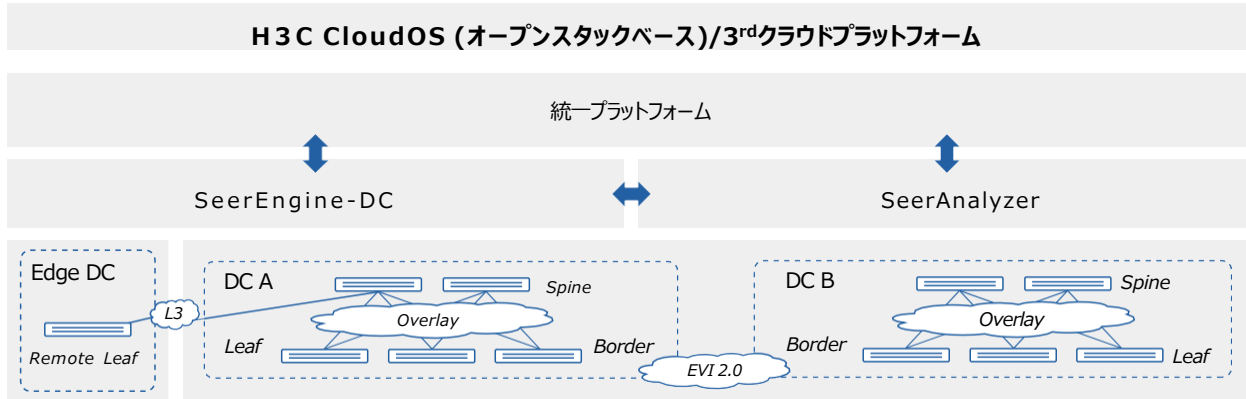 H3C CloudOS (オープンスタックベース)/3rdクラウドプラットフォーム
統一プラットフォーム
SeerEngine-DC
SeerAnalyzer
Edge DC
L3
Remote Leaf
DC A
Spine
Overlay
Leaf
Border
EVI 2.0
DC B
Spine
Overlay
Border
Leaf